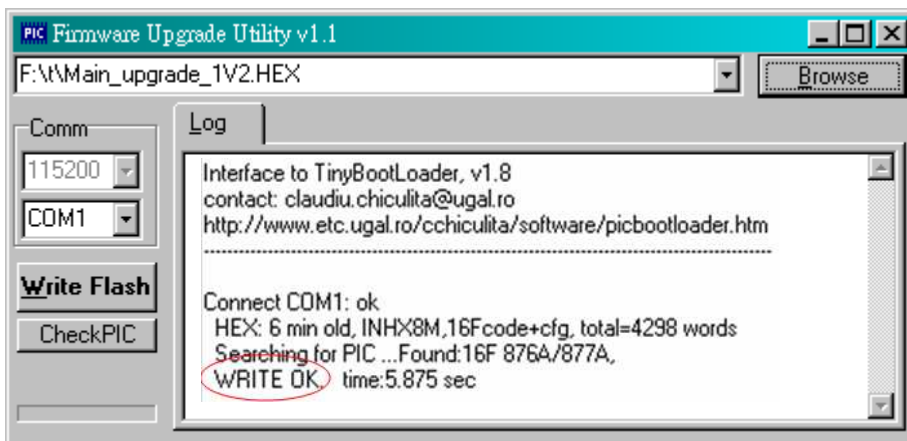 PIC Firmware Upgrade Utility v1.1
F:\t\Main_upgrade_1V2.HEX
Browse
Comm
Log
115200
COM1
Write Flash
CheckPIC
Interface to TinyBootLoader, v1.8
contact: claudiu.chiculita@ugal.ro
http://www.etc.ugal.ro/cchiculita/software/picbootloader.htm
Connect COM1: ok
HEX: 6 min old, INHX8M,16Fcode+cfg, total=4298 words
Searching for PIC ...Found:16F 876A/877A,
WRITE OK, time:5.875 sec